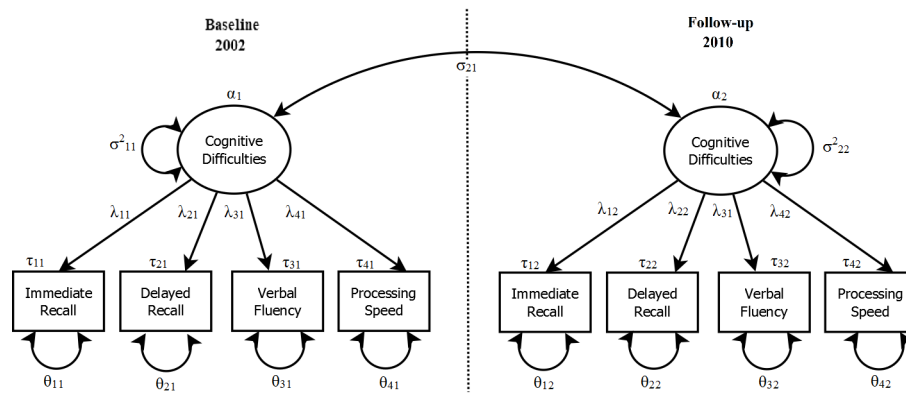 Baseline
2002
Follow-up
2010
σ₂₁
α₁
α₂
σ²₁₁
Cognitive
Difficulties
Cognitive
Difficulties
σ²₂₂
λ₁₁ λ₂₁ λ₃₁ λ₄₁
λ₁₂ λ₂₂ λ₃₁ λ₄₂
τ₁₁ τ₂₁ τ₃₁ τ₄₁
τ₁₂ τ₂₂ τ₃₂ τ₄₂
Immediate
Recall
Delayed
Recall
Verbal
Fluency
Processing
Speed
Immediate
Recall
Delayed
Recall
Verbal
Fluency
Processing
Speed
θ₁₁ θ₂₁ θ₃₁ θ₄₁
θ₁₂ θ₂₂ θ₃₂ θ₄₂